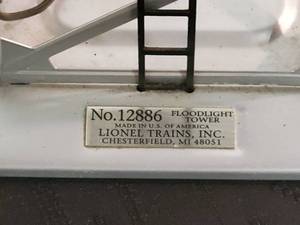 No.12886 FLOODLIGHT TOWER
MADE IN U.S. OF AMERICA
LIONEL TRAINS, INC.
CHESTERFIELD, MI 48051